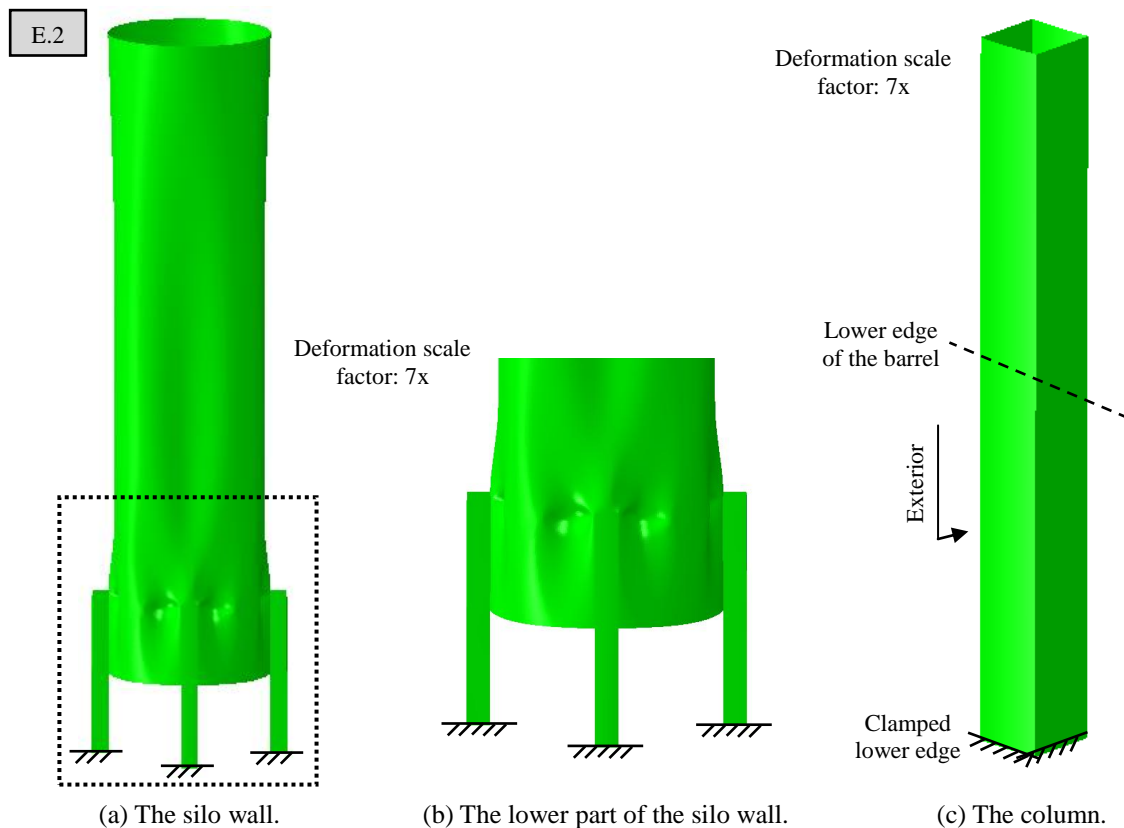 E.2
Deformation scale
factor: 7x
Deformation scale
factor: 7x
Lower edge
of the barrel
Exterior
Clamped
lower edge
(a) The silo wall.
(b) The lower part of the silo wall.
(c) The column.